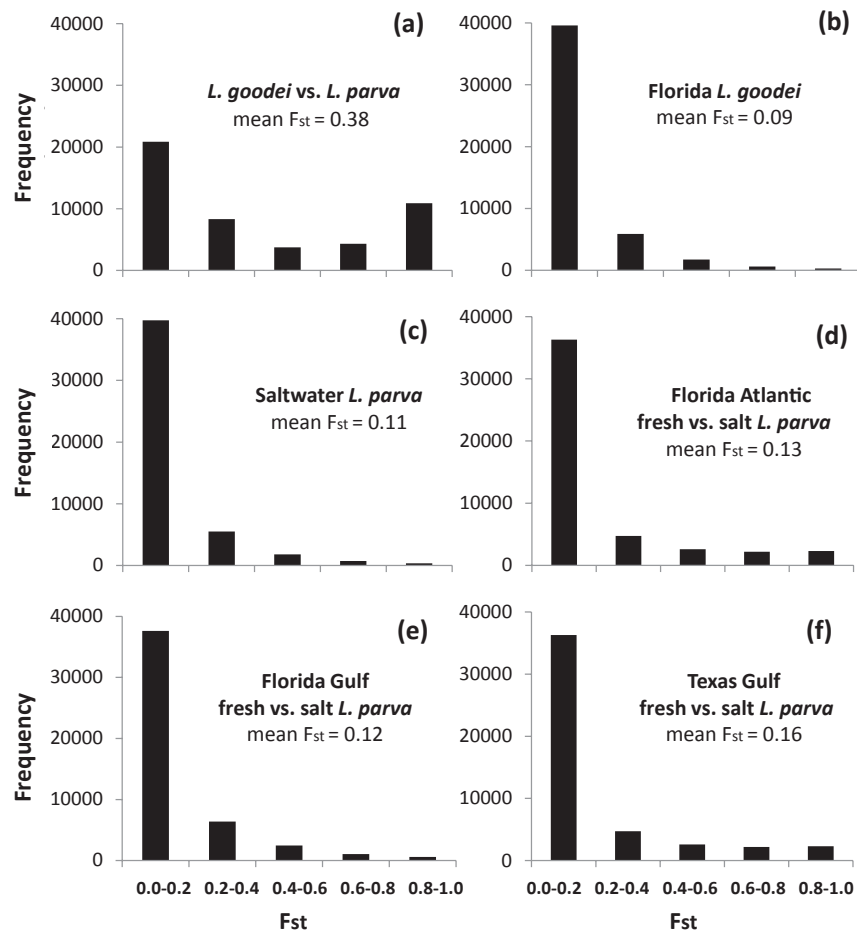 (a)
L. goodei vs. L. parva
mean Fst = 0.38
Frequency
40000
30000
20000
10000
0
(b)
Florida L. goodei
mean Fst = 0.09
40000
30000
20000
10000
0
(c)
Saltwater L. parva
mean Fst = 0.11
Frequency
40000
30000
20000
10000
0
(d)
Florida Atlantic
fresh vs. salt L. parva
mean Fst = 0.13
40000
30000
20000
10000
0
(e)
Florida Gulf
fresh vs. salt L. parva
mean Fst = 0.12
Frequency
40000
30000
20000
10000
0
0.0-0.2 0.2-0.4 0.4-0.6 0.6-0.8 0.8-1.0
Fst
(f)
Texas Gulf
fresh vs. salt L. parva
mean Fst = 0.16
40000
30000
20000
10000
0
0.0-0.2 0.2-0.4 0.4-0.6 0.6-0.8 0.8-1.0
Fst